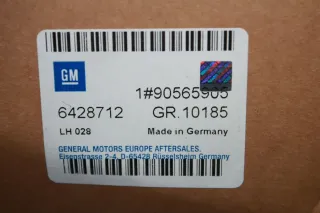 GM
1#90565905
6428712 GR.10185
LH 028 Made in Germany
GENERAL MOTORS EUROPE AFTERSALES.
Eisenstrasse 2-4, D-65428 Rüsselsheim Germany